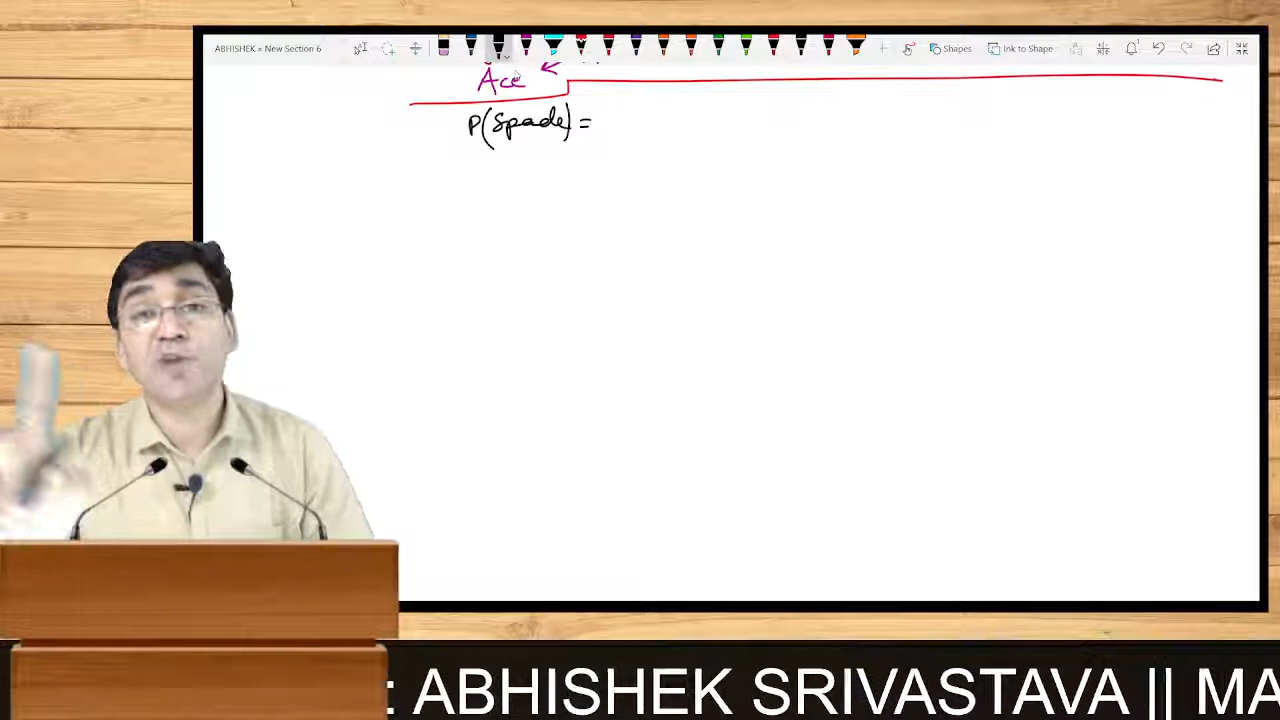 ABHISHEK » New Section 6
Shapes
Ink to Shape
Ace
P(Spade) =
: ABHISHEK SRIVASTAVA || MA